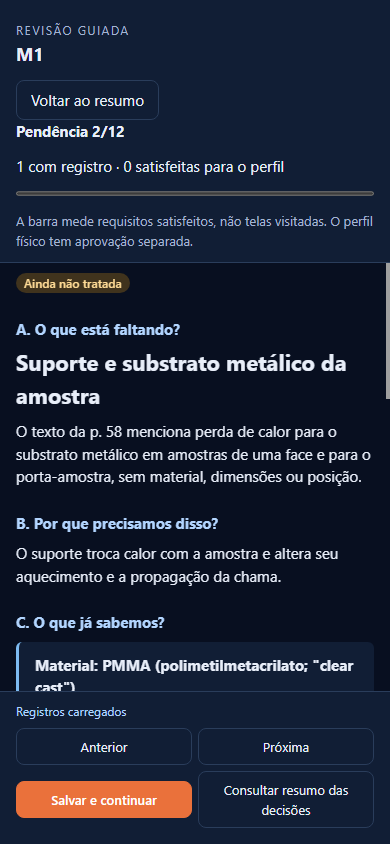 REVISÃO GUIADA
M1
Voltar ao resumo
Pendência 2/12
1 com registro · 0 satisfeitas para o perfil
A barra mede requisitos satisfeitos, não telas visitadas. O perfil
físico tem aprovação separada.
Ainda não tratada
A. O que está faltando?
Suporte e substrato metálico da
amostra
O texto da p. 58 menciona perda de calor para o
substrato metálico em amostras de uma face e para o
porta-amostra, sem material, dimensões ou posição.
B. Por que precisamos disso?
O suporte troca calor com a amostra e altera seu
aquecimento e a propagação da chama.
C. O que já sabemos?
Material: PMMA (polimetilmetacrilato; "clear
cast")
Registros carregados
Anterior
Próxima
Salvar e continuar
Consultar resumo das
decisões